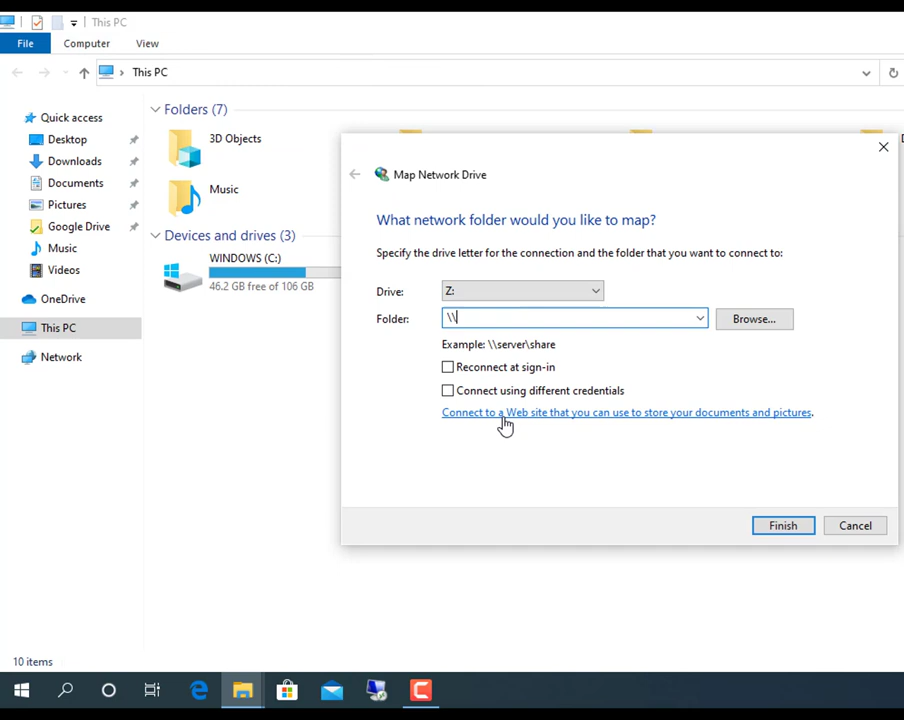 This PC
File
Computer
View
This PC
Quick access
Desktop
Downloads
Documents
Pictures
Google Drive
Music
Videos
OneDrive
This PC
Network
Folders (7)
3D Objects
Music
Devices and drives (3)
WINDOWS (C:)
46.2 GB free of 106 GB
Map Network Drive
What network folder would you like to map?
Specify the drive letter for the connection and the folder that you want to connect to:
Drive:
Z:
Folder:
\\
Browse...
Example: \\server\share
Reconnect at sign-in
Connect using different credentials
Connect to a Web site that you can use to store your documents and pictures.
Finish
Cancel
10 items